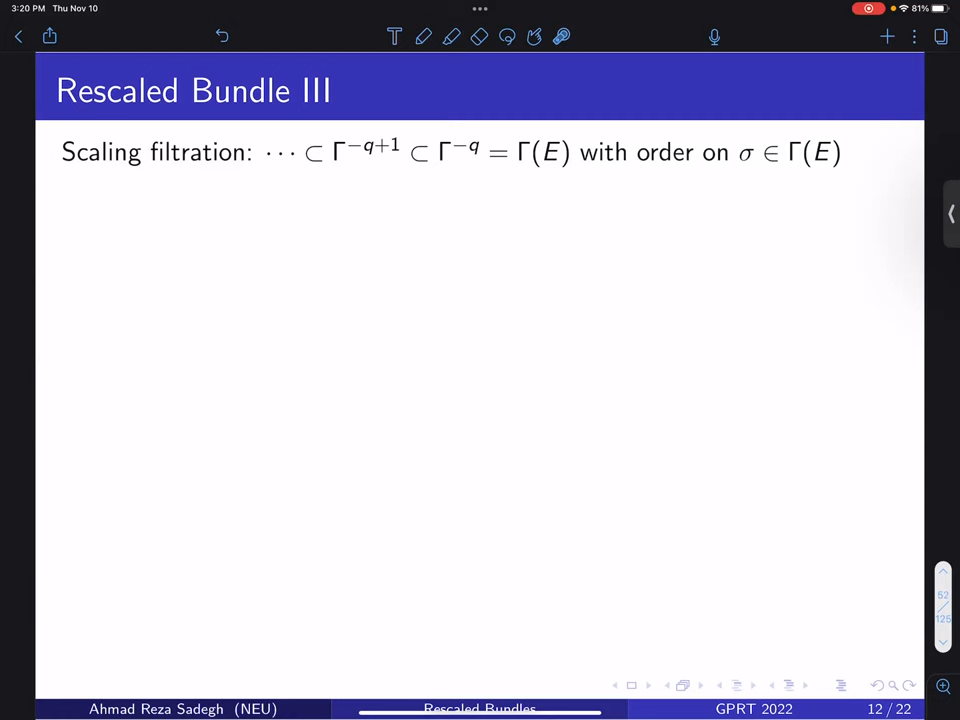 3:20 PM Thu Nov 10
81%
Rescaled Bundle III
Scaling filtration: ⋯ ⊂ Γ^{−q+1} ⊂ Γ^{−q} = Γ(E) with order on σ ∈ Γ(E)
52
125
Ahmad Reza Sadegh (NEU) Rescaled Bundles GPRT 2022 12 / 22